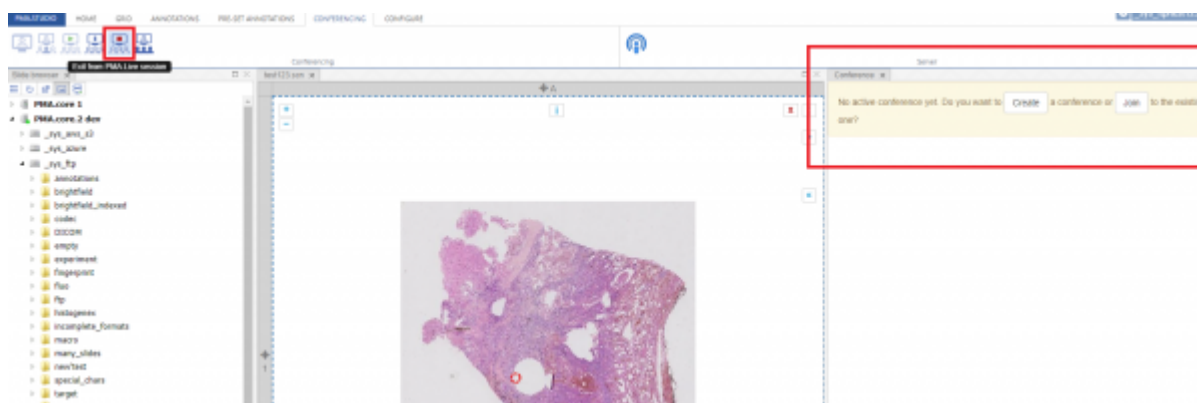 PMA.STUDIO HOME GRID ANNOTATIONS PRE-SET ANNOTATIONS CONFERENCING CONFIGURE
Exit from PMA.Live session
Conferencing
Server
Slide browser
Conference
PMA.core 1
PMA.core 2 dev
_sys_aws_s3
_sys_azure
_sys_ftp
annotations
brightfield
brightfield_indexed
codec
DICOM
empty
experiment
fingerprint
fluo
ftp
histogenex
incomplete_formats
macro
many_slides
new'test
special_chars
target
A
1
No active conference yet. Do you want to Create a conference or Join to the existing
one?